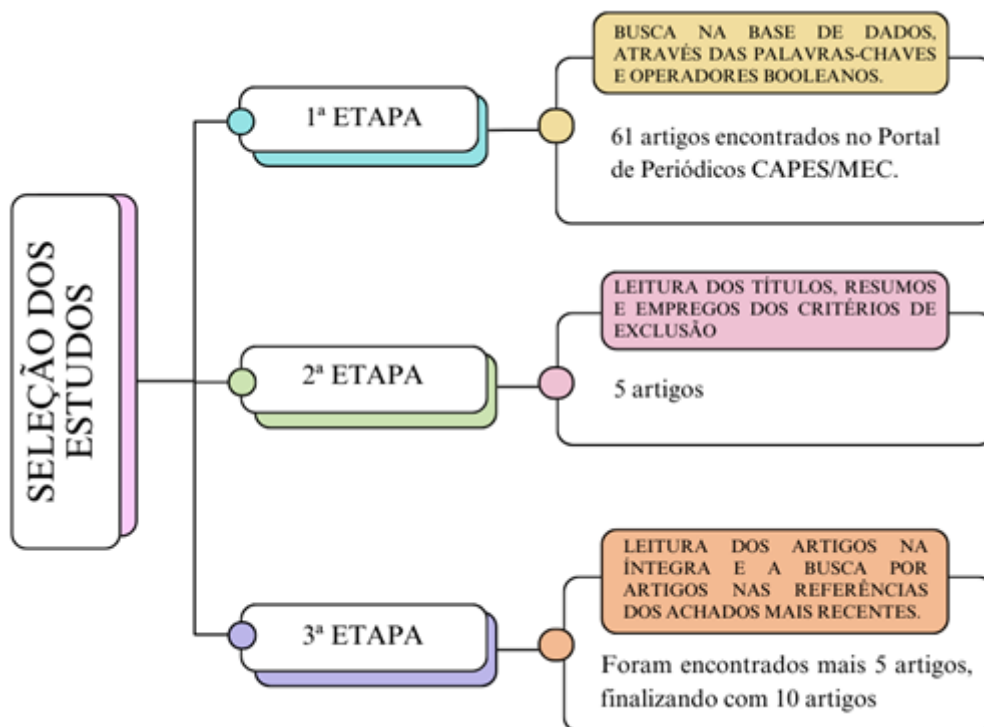 SELEÇÃO DOS
ESTUDOS
1ª ETAPA
BUSCA NA BASE DE DADOS,
ATRAVÉS DAS PALAVRAS-CHAVES
E OPERADORES BOOLEANOS.
61 artigos encontrados no Portal
de Periódicos CAPES/MEC.
2ª ETAPA
LEITURA DOS TÍTULOS, RESUMOS
E EMPREGOS DOS CRITÉRIOS DE
EXCLUSÃO
5 artigos
3ª ETAPA
LEITURA DOS ARTIGOS NA
ÍNTEGRA E A BUSCA POR
ARTIGOS NAS REFERÊNCIAS
DOS ACHADOS MAIS RECENTES.
Foram encontrados mais 5 artigos,
finalizando com 10 artigos